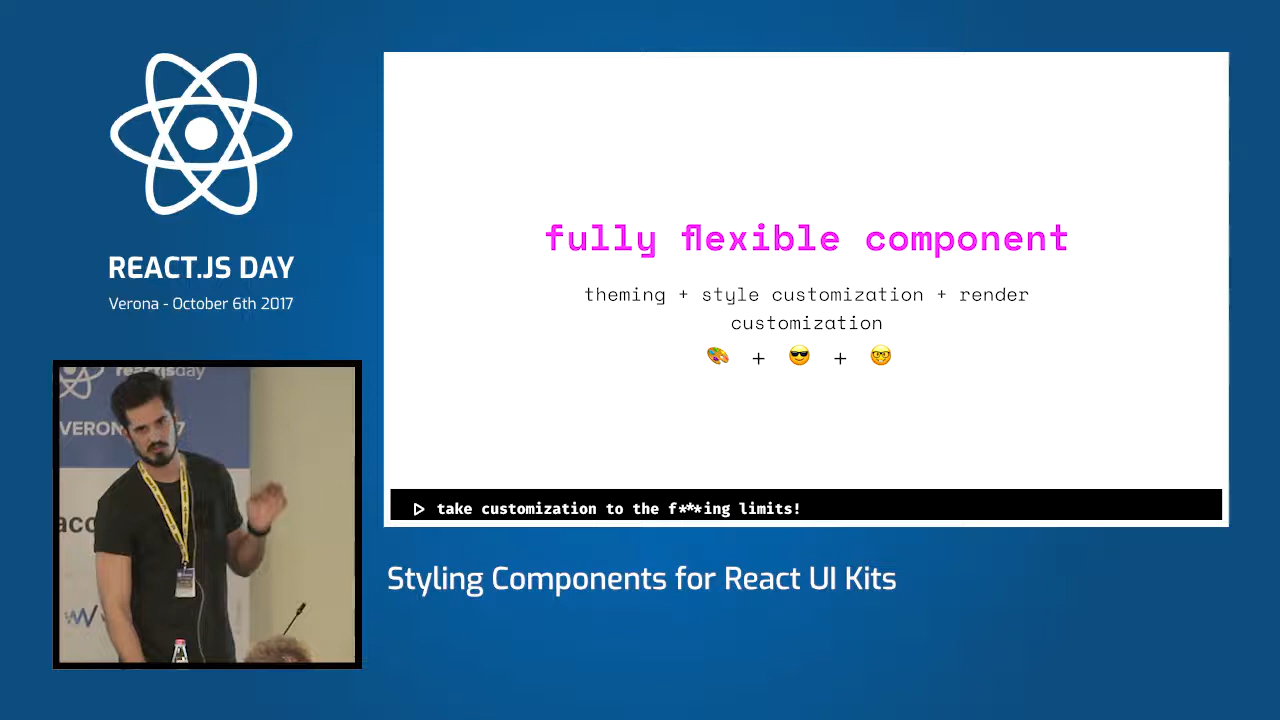 REACT.JS DAY
Verona - October 6th 2017
fully flexible component
theming + style customization + render
customization
🎨 + 😎 + 🤓
▷ take customization to the f***ing limits!
Styling Components for React UI Kits
reactjsday